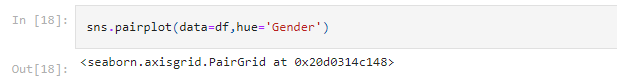 In [18]: sns.pairplot(data=df,hue='Gender')
Out[18]: <seaborn.axisgrid.PairGrid at 0x20d0314c148>